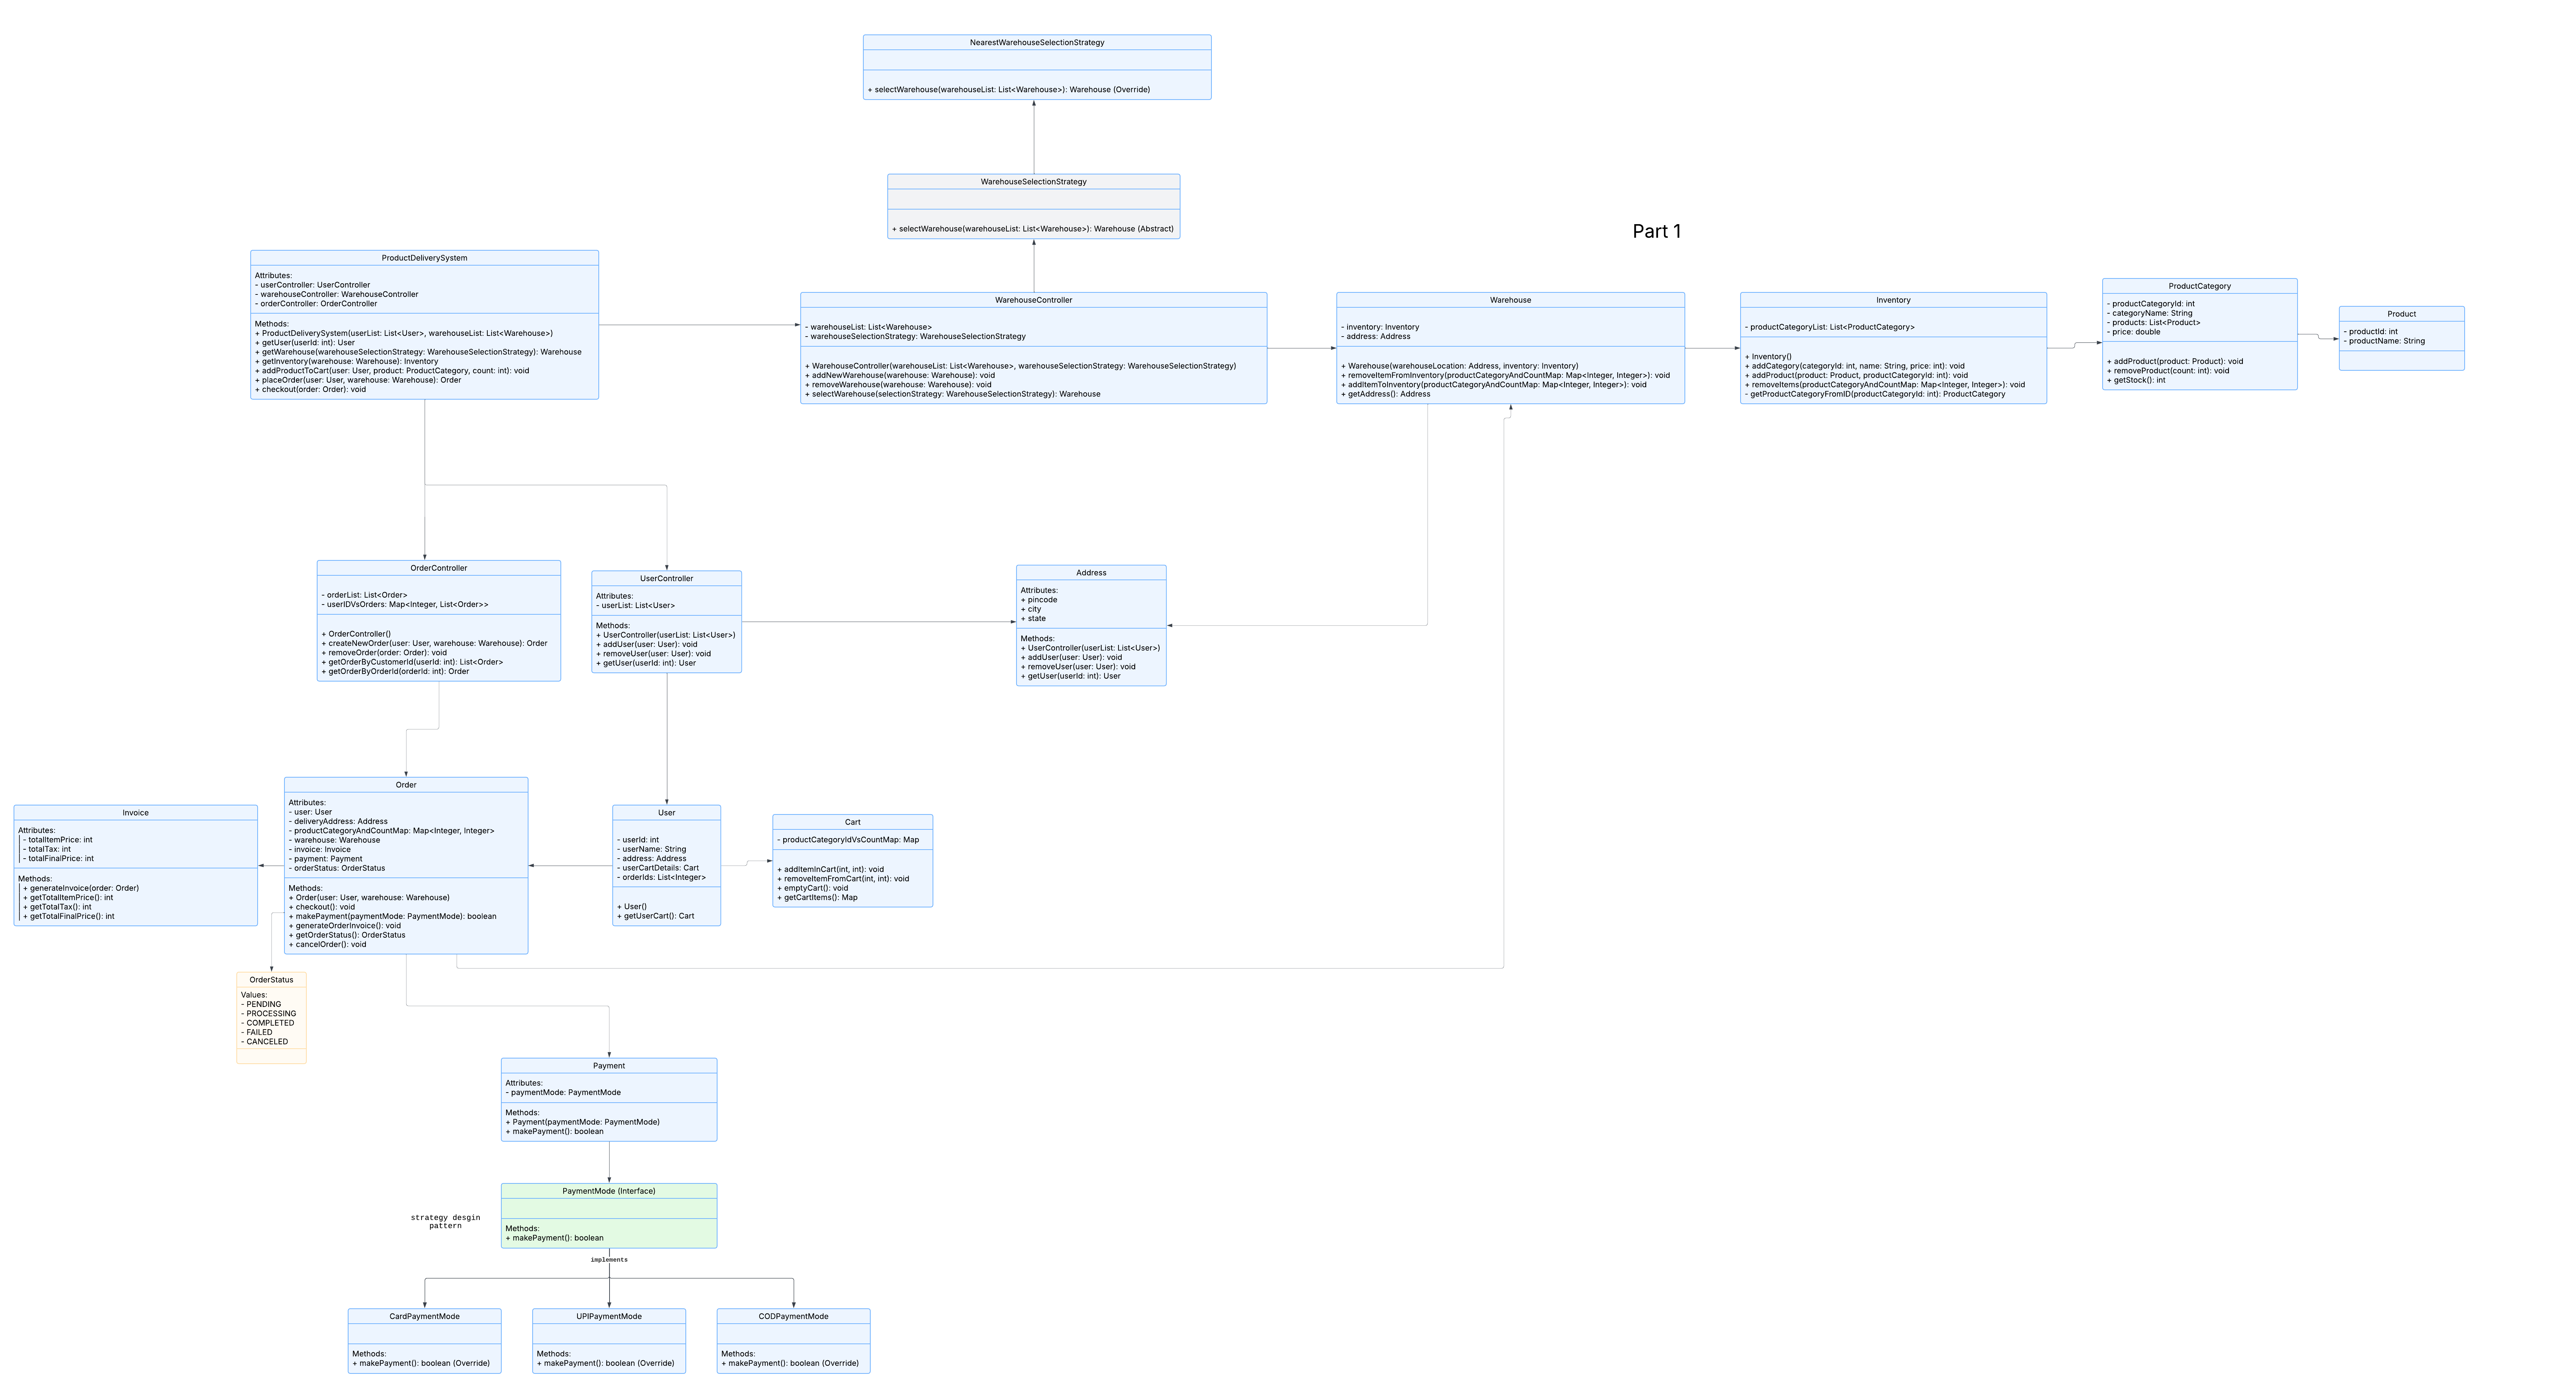 NearestWarehouseSelectionStrategy
+ selectWarehouse(warehouseList: List<Warehouse>): Warehouse (Override)
WarehouseSelectionStrategy
+ selectWarehouse(warehouseList: List<Warehouse>): Warehouse (Abstract)
Part 1
ProductDeliverySystem
Attributes:
- userController: UserController
- warehouseController: WarehouseController
- orderController: OrderController
Methods:
+ ProductDeliverySystem(userList: List<User>, warehouseList: List<Warehouse>)
+ getUser(userId: int): User
+ getWarehouse(warehouseSelectionStrategy: WarehouseSelectionStrategy): Warehouse
+ getInventory(warehouse: Warehouse): Inventory
+ addProductToCart(user: User, product: ProductCategory, count: int): void
+ placeOrder(user: User, warehouse: Warehouse): Order
+ checkout(order: Order): void
WarehouseController
- warehouseList: List<Warehouse>
- warehouseSelectionStrategy: WarehouseSelectionStrategy
+ WarehouseController(warehouseList: List<Warehouse>, warehouseSelectionStrategy: WarehouseSelectionStrategy)
+ addNewWarehouse(warehouse: Warehouse): void
+ removeWarehouse(warehouse: Warehouse): void
+ selectWarehouse(selectionStrategy: WarehouseSelectionStrategy): Warehouse
Warehouse
- inventory: Inventory
- address: Address
+ Warehouse(warehouseLocation: Address, inventory: Inventory)
+ removeItemFromInventory(productCategoryAndCountMap: Map<Integer, Integer>): void
+ addItemToInventory(productCategoryAndCountMap: Map<Integer, Integer>): void
+ getAddress(): Address
Inventory
- productCategoryList: List<ProductCategory>
+ Inventory()
+ addCategory(categoryId: int, name: String, price: int): void
+ addProduct(product: Product, productCategoryId: int): void
+ removeItems(productCategoryAndCountMap: Map<Integer, Integer>): void
- getProductCategoryFromID(productCategoryId: int): ProductCategory
ProductCategory
- productCategoryId: int
- categoryName: String
- products: List<Product>
- price: double
+ addProduct(product: Product): void
+ removeProduct(count: int): void
+ getStock(): int
Product
- productId: int
- productName: String
OrderController
- orderList: List<Order>
- userIDVsOrders: Map<Integer, List<Order>>
+ OrderController()
+ createNewOrder(user: User, warehouse: Warehouse): Order
+ removeOrder(order: Order): void
+ getOrderByCustomerId(userId: int): List<Order>
+ getOrderByOrderId(orderId: int): Order
UserController
Attributes:
- userList: List<User>
Methods:
+ UserController(userList: List<User>)
+ addUser(user: User): void
+ removeUser(user: User): void
+ getUser(userId: int): User
Address
Attributes:
+ pincode
+ city
+ state
Methods:
+ UserController(userList: List<User>)
+ addUser(user: User): void
+ removeUser(user: User): void
+ getUser(userId: int): User
Invoice
Attributes:
- totalItemPrice: int
- totalTax: int
- totalFinalPrice: int
Methods:
+ generateInvoice(order: Order)
+ getTotalItemPrice(): int
+ getTotalTax(): int
+ getTotalFinalPrice(): int
Order
Attributes:
- user: User
- deliveryAddress: Address
- productCategoryAndCountMap: Map<Integer, Integer>
- warehouse: Warehouse
- invoice: Invoice
- payment: Payment
- orderStatus: OrderStatus
Methods:
+ Order(user: User, warehouse: Warehouse)
+ checkout(): void
+ makePayment(paymentMode: PaymentMode): boolean
+ generateOrderInvoice(): void
+ getOrderStatus(): OrderStatus
+ cancelOrder(): void
User
- userId: int
- userName: String
- address: Address
- userCartDetails: Cart
- orderIds: List<Integer>
+ User()
+ getUserCart(): Cart
Cart
- productCategoryIdVsCountMap: Map
+ addItemInCart(int, int): void
+ removeItemFromCart(int, int): void
+ emptyCart(): void
+ getCartItems(): Map
OrderStatus
Values:
- PENDING
- PROCESSING
- COMPLETED
- FAILED
- CANCELED
Payment
Attributes:
- paymentMode: PaymentMode
Methods:
+ Payment(paymentMode: PaymentMode)
+ makePayment(): boolean
strategy desgin
pattern
PaymentMode (Interface)
Methods:
+ makePayment(): boolean
implements
CardPaymentMode
Methods:
+ makePayment(): boolean (Override)
UPIPaymentMode
Methods:
+ makePayment(): boolean (Override)
CODPaymentMode
Methods:
+ makePayment(): boolean (Override)